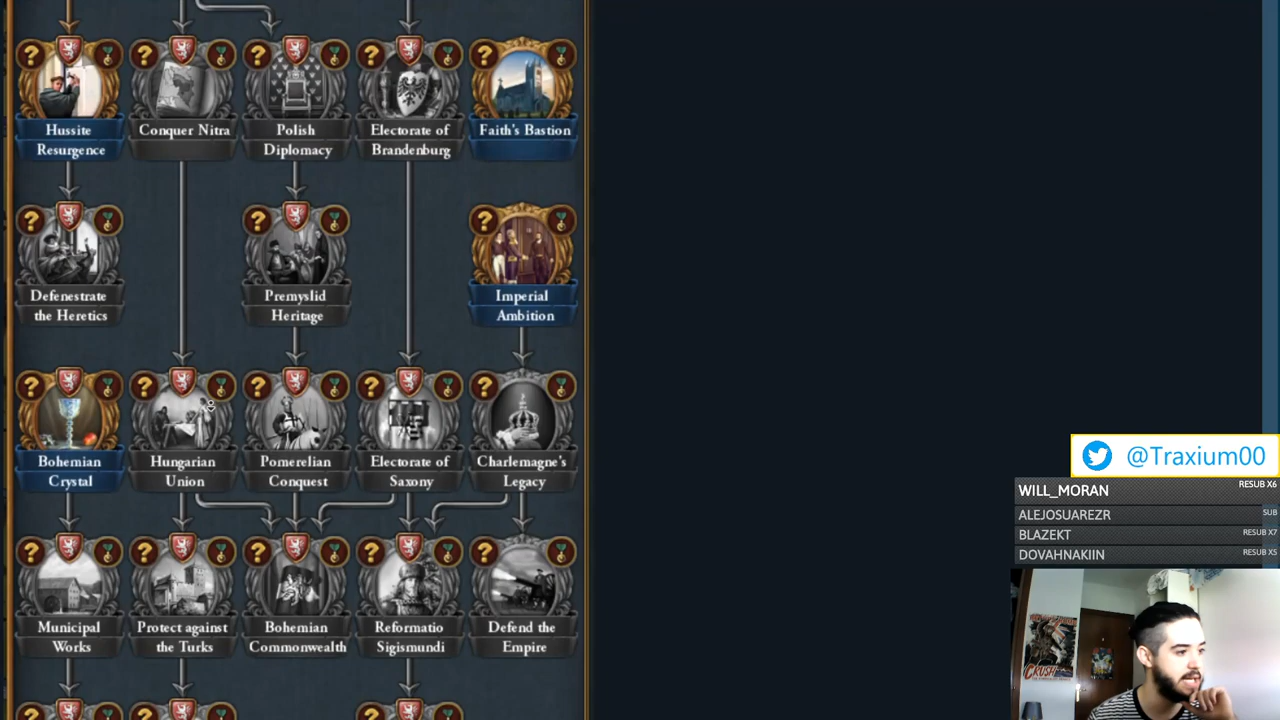 Hussite
Resurgence
Conquer Nitra
Polish
Diplomacy
Electorate of
Brandenburg
Faith's Bastion
Defenestrate
the Heretics
Premyslid
Heritage
Imperial
Ambition
Bohemian
Crystal
Hungarian
Union
Pomerelian
Conquest
Electorate of
Saxony
Charlemagne's
Legacy
Municipal
Works
Protect against
the Turks
Bohemian
Commonwealth
Reformatio
Sigismundi
Defend the
Empire
@Traxium00
WILL_MORAN RESUB X6
ALEJOSUAREZR SUB
BLAZEKT RESUB X7
DOVAHNAKIIN RESUB X5
CRUSH